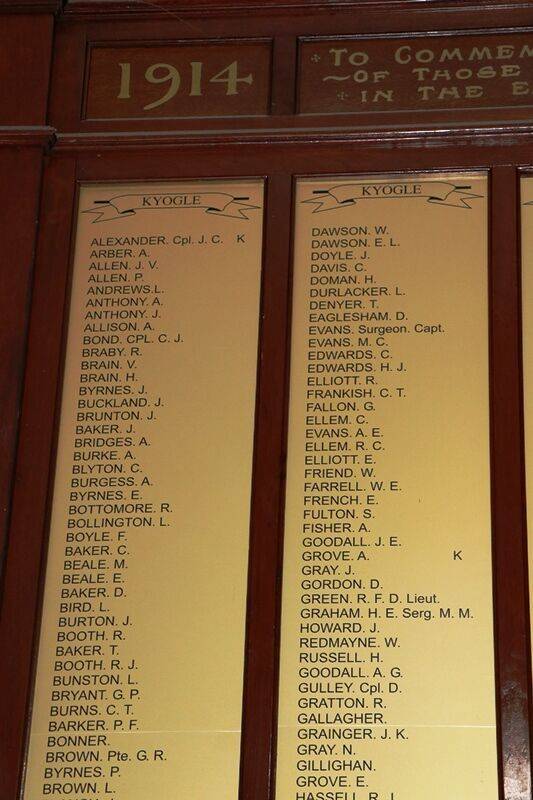 1914
TO COMMEM
OF THOSE
IN THE E
KYOGLE
ALEXANDER. Cpl. J. C. K
ARBER. A.
ALLEN. J. V.
ALLEN. P.
ANDREWS.L.
ANTHONY. A.
ANTHONY. J.
ALLISON. A.
BOND. CPL. C. J.
BRABY. R.
BRAIN. V.
BRAIN. H.
BYRNES. J.
BUCKLAND. J.
BRUNTON. J.
BAKER. J.
BRIDGES. A.
BURKE. A.
BLYTON. C.
BURGESS. A.
BYRNES. E.
BOTTOMORE. R.
BOLLINGTON. L.
BOYLE. F.
BAKER. C.
BEALE. M.
BEALE. E.
BAKER. D.
BIRD. L.
BURTON. J.
BOOTH. R.
BAKER. T.
BOOTH. R. J.
BUNSTON. L.
BRYANT. G. P.
BURNS. C. T.
BARKER. P. F.
BONNER.
BROWN. Pte. G. R.
BYRNES. P.
BROWN. L.
KYOGLE
DAWSON. W.
DAWSON. E. L.
DOYLE. J.
DAVIS. C.
DOMAN. H.
DURLACKER. L.
DENYER. T.
EAGLESHAM. D.
EVANS. Surgeon. Capt.
EVANS. M. C.
EDWARDS. C.
EDWARDS. H. J.
ELLIOTT. R.
FRANKISH. C. T.
FALLON. G.
ELLEM. C.
EVANS. A. E.
ELLEM. R. C.
ELLIOTT. E.
FRIEND. W.
FARRELL. W. E.
FRENCH. E.
FULTON. S.
FISHER. A.
GOODALL. J. E.
GROVE. A. K
GRAY. J.
GORDON. D.
GREEN. R. F. D. Lieut.
GRAHAM. H. E. Serg. M. M.
HOWARD. J.
REDMAYNE. W.
RUSSELL. H.
GOODALL. A. G.
GULLEY. Cpl. D.
GRATTON. R.
GALLAGHER.
GRAINGER. J. K.
GRAY. N.
GILLIGHAN.
GROVE. E.
HASSELL. R. J.